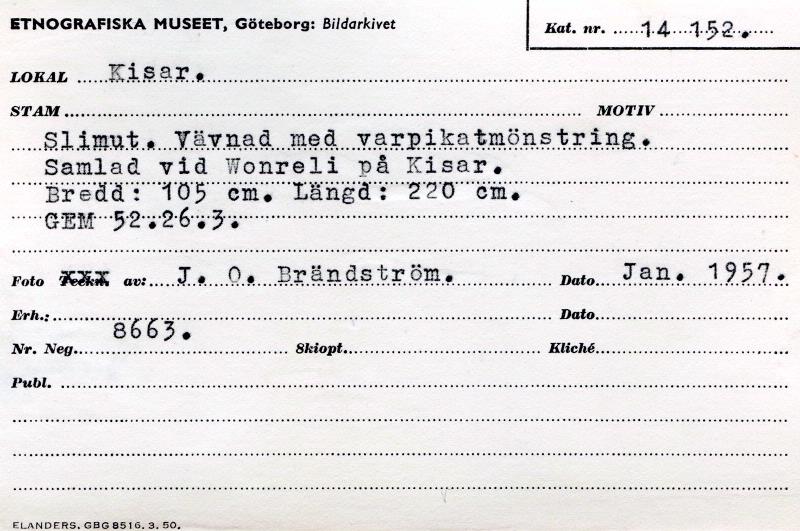 ETNOGRAFISKA MUSEET, Göteborg: Bildarkivet
Kat. nr. 14 152.
LOKAL Kisar.
STAM MOTIV
Slimut. Vävnad med varpikatmönstring.
Samlad vid Wonreli på Kisar.
Bredd: 105 cm. Längd: 220 cm.
GEM 52.26.3.
Foto Teckn. av: J. O. Brändström. Dato Jan. 1957.
Erh.: Dato
8663.
Nr. Neg. Skiopt. Kliché
Publ.
ELANDERS, GBG 8516. 3. 50.